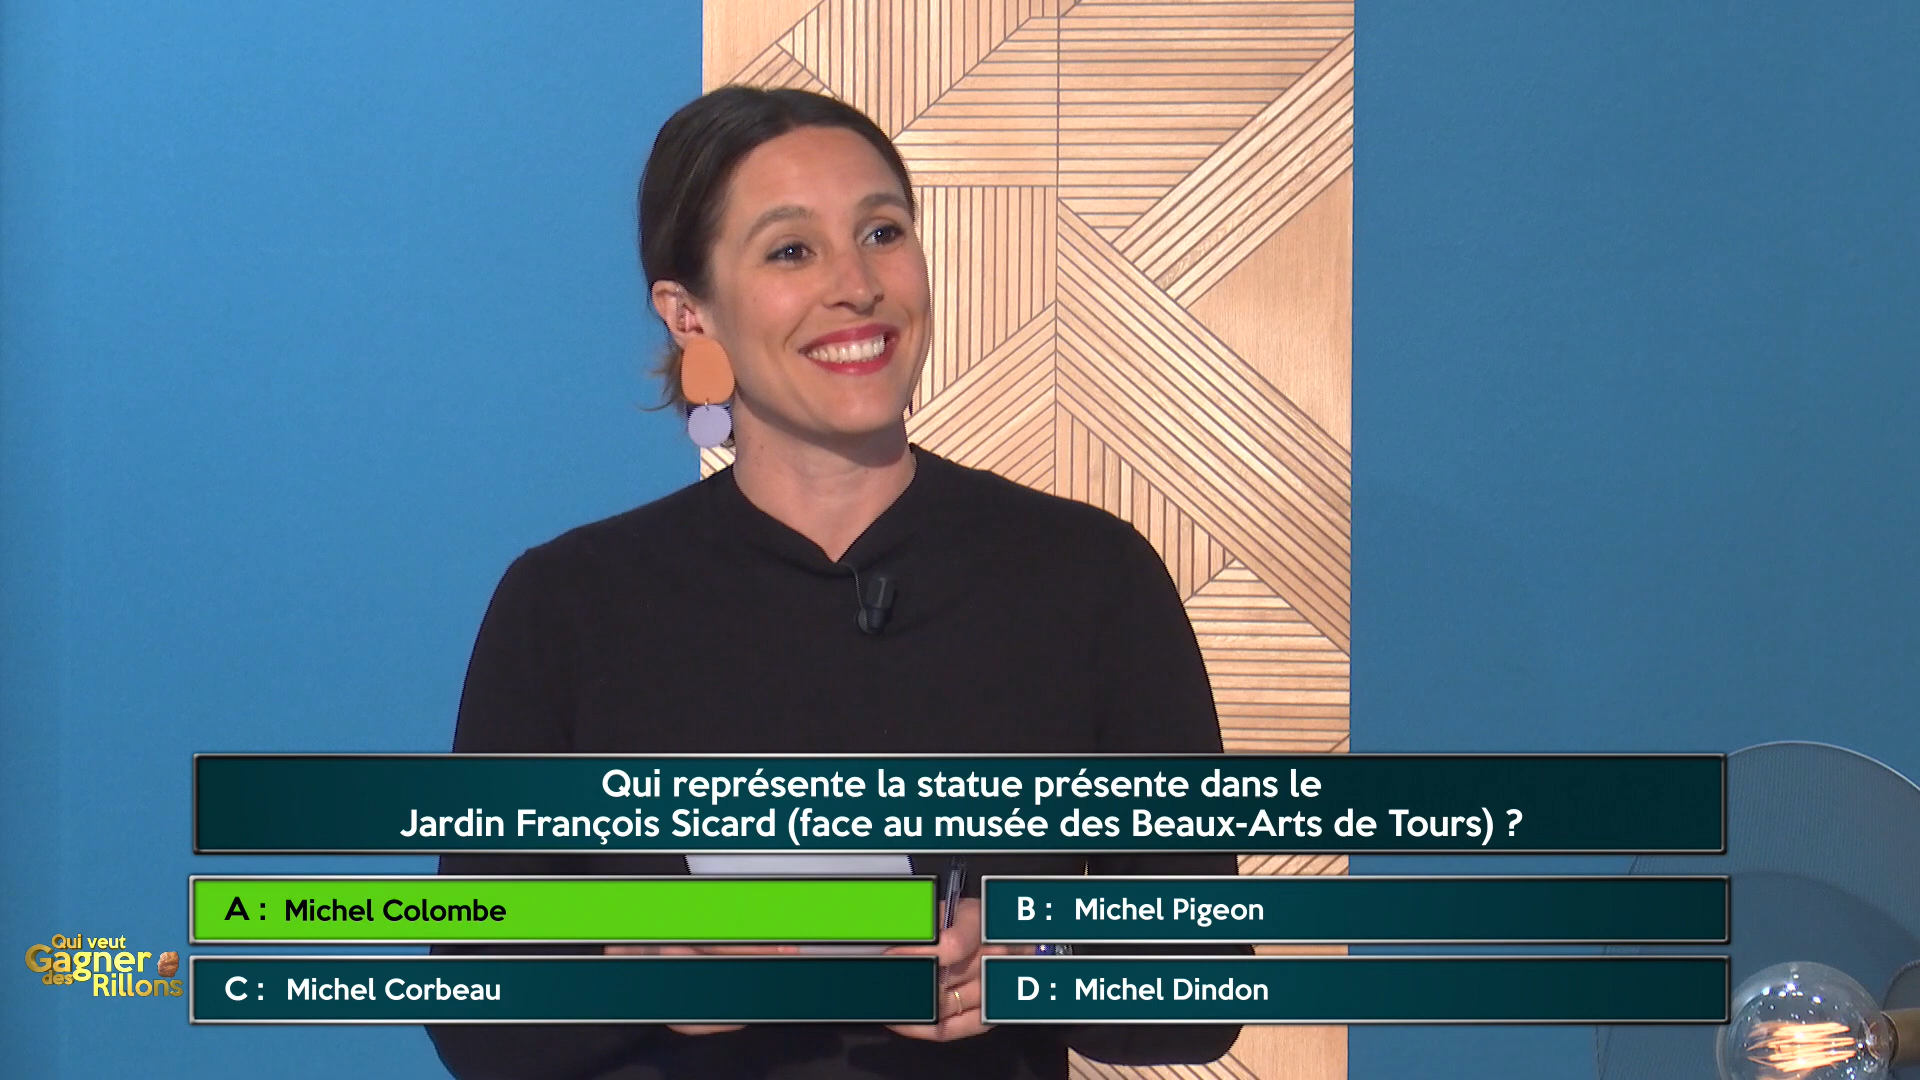 Qui représente la statue présente dans le
Jardin François Sicard (face au musée des Beaux-Arts de Tours) ?
A : Michel Colombe
B : Michel Pigeon
C : Michel Corbeau
D : Michel Dindon
Qui veut
Gagner
des
Rillons